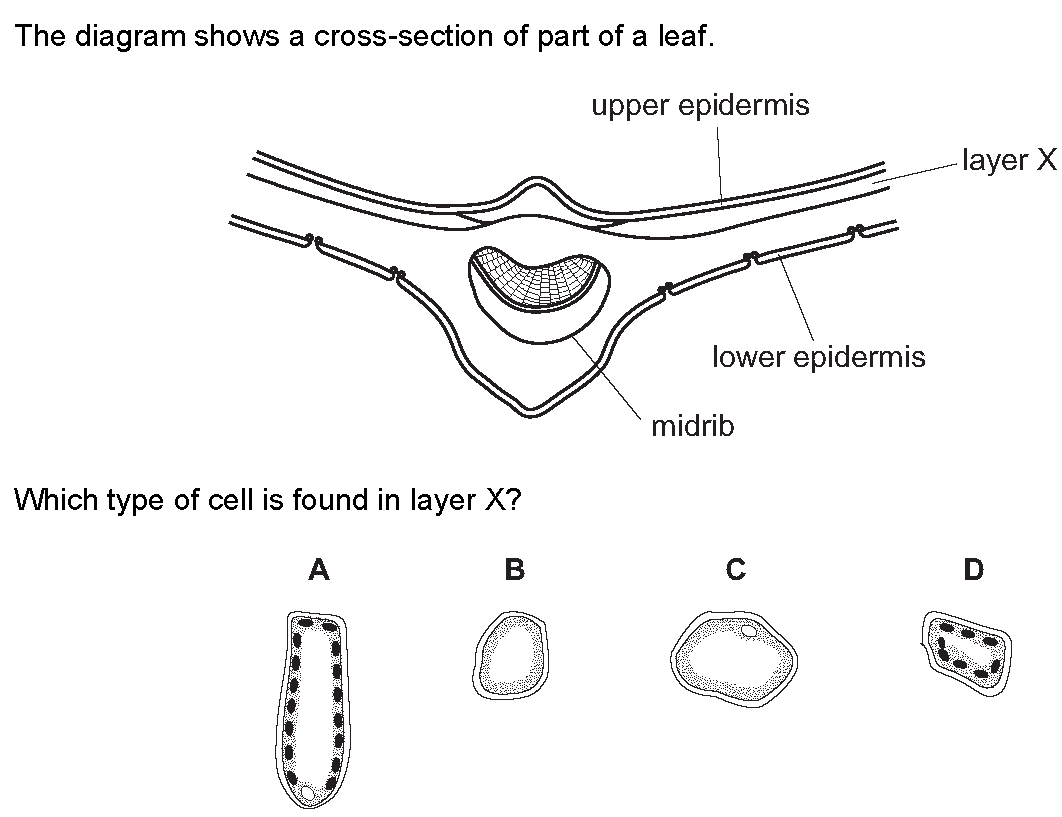 The diagram shows a cross-section of part of a leaf.
upper epidermis
layer X
lower epidermis
midrib
Which type of cell is found in layer X?
A B C D